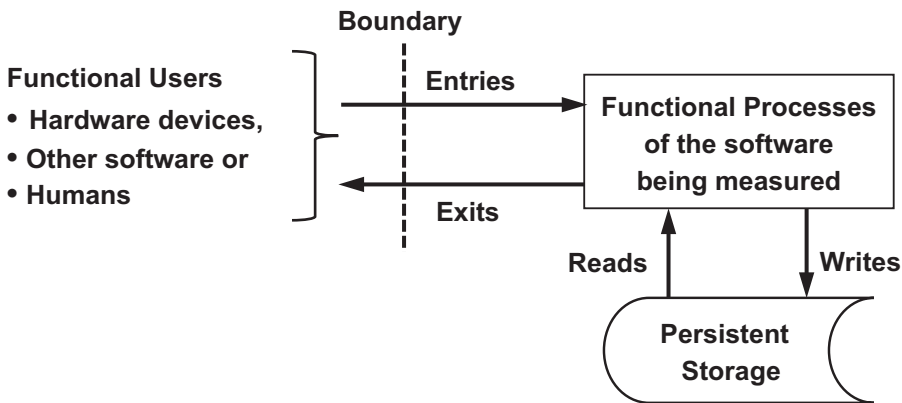 Boundary
Functional Users
• Hardware devices,
• Other software or
• Humans
Entries
Exits
Functional Processes
of the software
being measured
Reads
Writes
Persistent
Storage